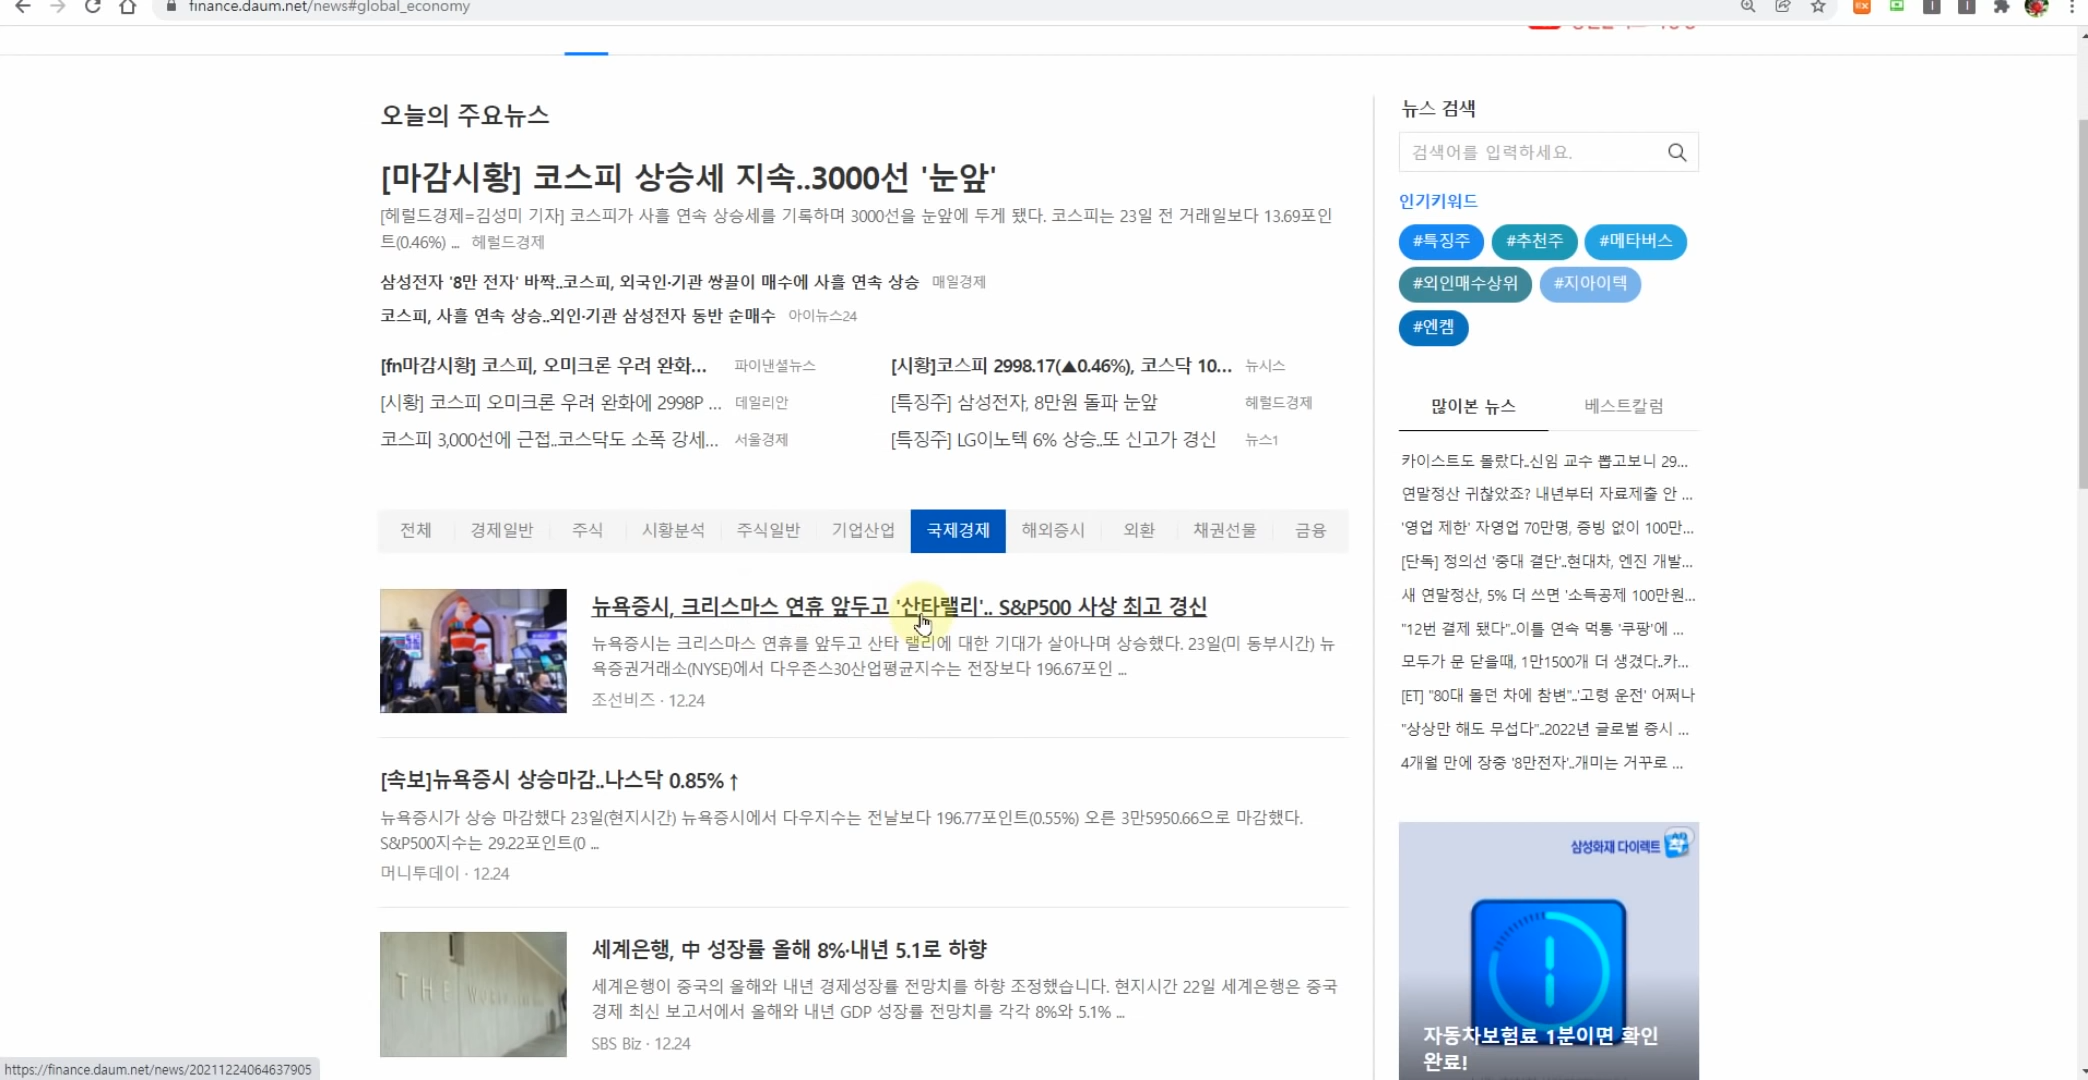 finance.daum.net/news#global_economy
오늘의 주요뉴스
[마감시황] 코스피 상승세 지속..3000선 '눈앞'
[헤럴드경제=김성미 기자] 코스피가 사흘 연속 상승세를 기록하며 3000선을 눈앞에 두게 됐다. 코스피는 23일 전 거래일보다 13.69포인
트(0.46%) ... 헤럴드경제
삼성전자 '8만 전자' 바짝..코스피, 외국인·기관 쌍끌이 매수에 사흘 연속 상승 매일경제
코스피, 사흘 연속 상승..외인·기관 삼성전자 동반 순매수 아이뉴스24
[fn마감시황] 코스피, 오미크론 우려 완화... 파이낸셜뉴스
[시황]코스피 2998.17(▲0.46%), 코스닥 10... 뉴시스
[시황] 코스피 오미크론 우려 완화에 2998P ... 데일리안
[특징주] 삼성전자, 8만원 돌파 눈앞 헤럴드경제
코스피 3,000선에 근접..코스닥도 소폭 강세... 서울경제
[특징주] LG이노텍 6% 상승..또 신고가 경신 뉴스1
전체 경제일반 주식 시황분석 주식일반 기업산업 국제경제 해외증시 외환 채권선물 금융
뉴욕증시, 크리스마스 연휴 앞두고 '산타랠리'.. S&P500 사상 최고 경신
뉴욕증시는 크리스마스 연휴를 앞두고 산타 랠리에 대한 기대가 살아나며 상승했다. 23일(미 동부시간) 뉴
욕증권거래소(NYSE)에서 다우존스30산업평균지수는 전장보다 196.67포인 ...
조선비즈 · 12.24
[속보]뉴욕증시 상승마감..나스닥 0.85%↑
뉴욕증시가 상승 마감했다 23일(현지시간) 뉴욕증시에서 다우지수는 전날보다 196.77포인트(0.55%) 오른 3만5950.66으로 마감했다.
S&P500지수는 29.22포인트(0 ...
머니투데이 · 12.24
THE WORLD
세계은행, 中 성장률 올해 8%·내년 5.1로 하향
세계은행이 중국의 올해와 내년 경제성장률 전망치를 하향 조정했습니다. 현지시간 22일 세계은행은 중국
경제 최신 보고서에서 올해와 내년 GDP 성장률 전망치를 각각 8%와 5.1% ...
SBS Biz · 12.24
뉴스 검색
검색어를 입력하세요.
인기키워드
#특징주 #추천주 #메타버스
#외인매수상위 #지아이텍
#엔켐
많이본 뉴스 베스트칼럼
카이스트도 몰랐다..신임 교수 뽑고보니 29...
연말정산 귀찮았죠? 내년부터 자료제출 안 ...
'영업 제한' 자영업 70만명, 증빙 없이 100만...
[단독] 정의선 '중대 결단'..현대차, 엔진 개발...
새 연말정산, 5% 더 쓰면 '소득공제 100만원...
"12번 결제 됐다"..이틀 연속 먹통 '쿠팡'에 ...
모두가 문 닫을때, 1만1500개 더 생겼다..카...
[ET] "80대 몰던 차에 참변"..'고령 운전' 어쩌나
"상상만 해도 무섭다"..2022년 글로벌 증시 ...
4개월 만에 장중 '8만전자'..개미는 거꾸로 ...
삼성화재 다이렉트 착
자동차보험료 1분이면 확인
완료!
https://finance.daum.net/news/20211224064637905